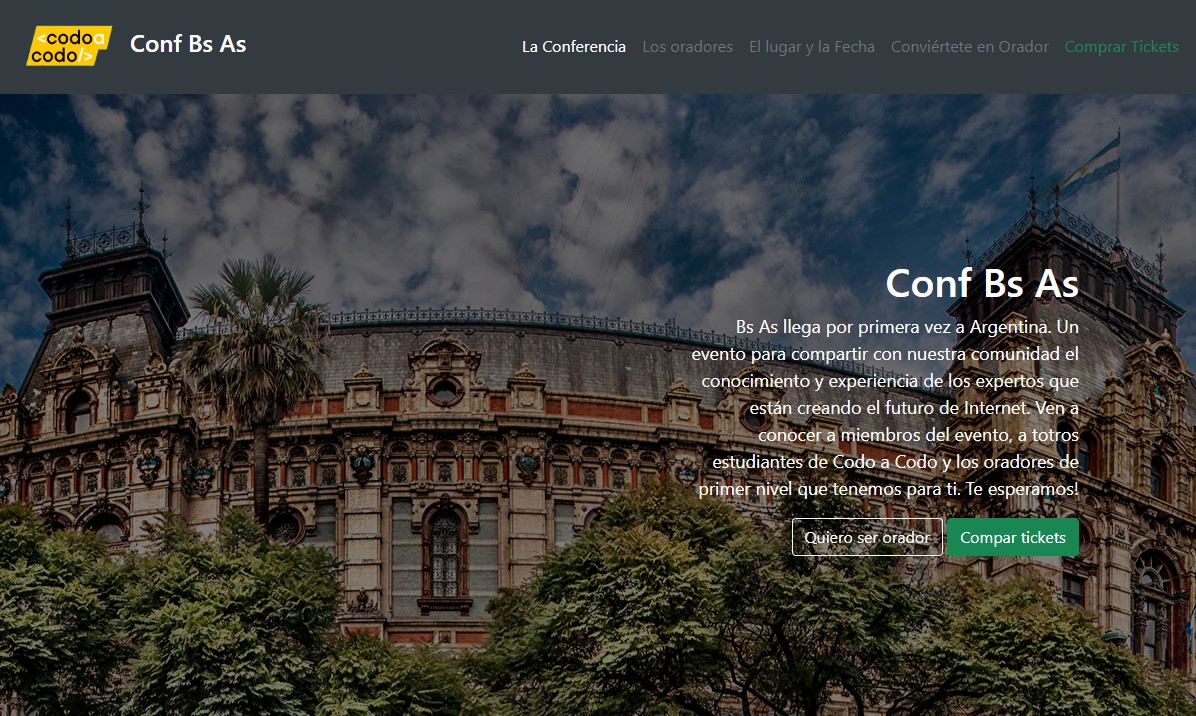 <codo a
codo/>
Conf Bs As
La Conferencia Los oradores El lugar y la Fecha Conviértete en Orador Comprar Tickets
Conf Bs As
Bs As llega por primera vez a Argentina. Un
evento para compartir con nuestra comunidad el
conocimiento y experiencia de los expertos que
están creando el futuro de Internet. Ven a
conocer a miembros del evento, a totros
estudiantes de Codo a Codo y los oradores de
primer nivel que tenemos para ti. Te esperamos!
Quiero ser orador Compar tickets